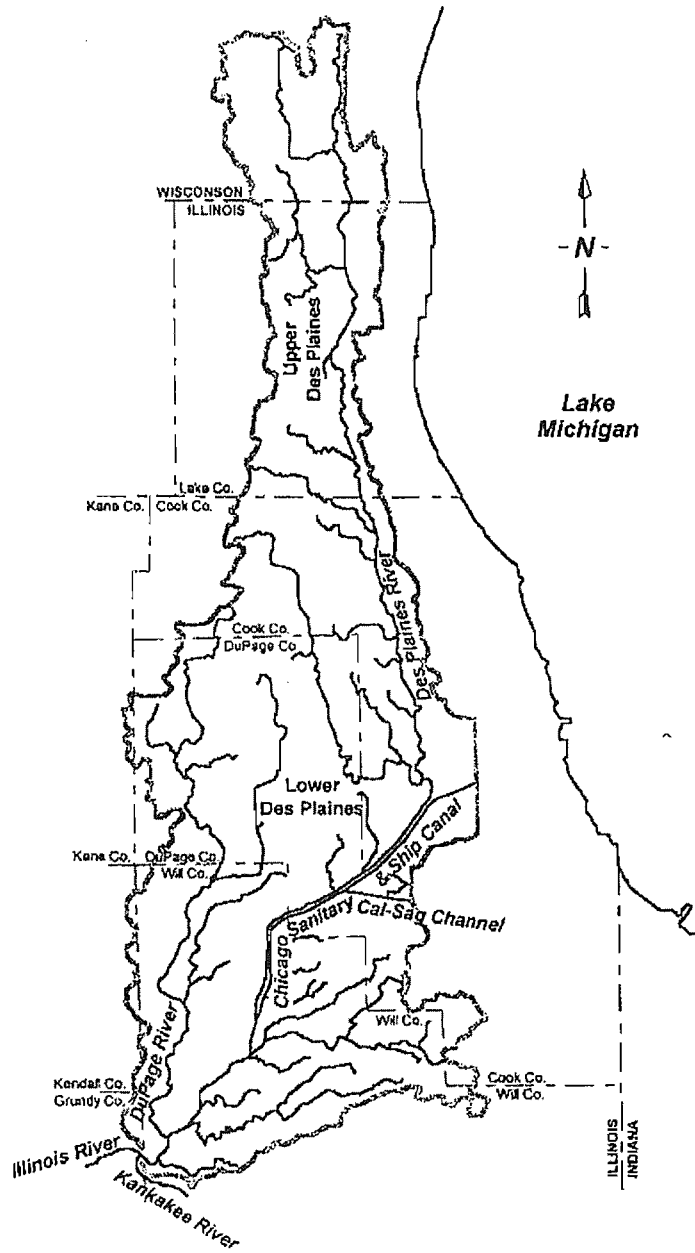 WISCONSON
ILLINOIS
- N -
Upper
Des Plaines
Lake
Michigan
Lake Co.
Kane Co.
Cook Co.
Des Plaines River
Cook Co.
DuPage Co.
Lower
Des Plaines
Chicago Sanitary & Ship Canal
Kane Co.
DuPage Co.
Will Co.
Cal-Sag Channel
Will Co.
DuPage River
Kendall Co.
Grundy Co.
Cook Co.
Will Co.
ILLINOIS
INDIANA
Illinois River
Kankakee River